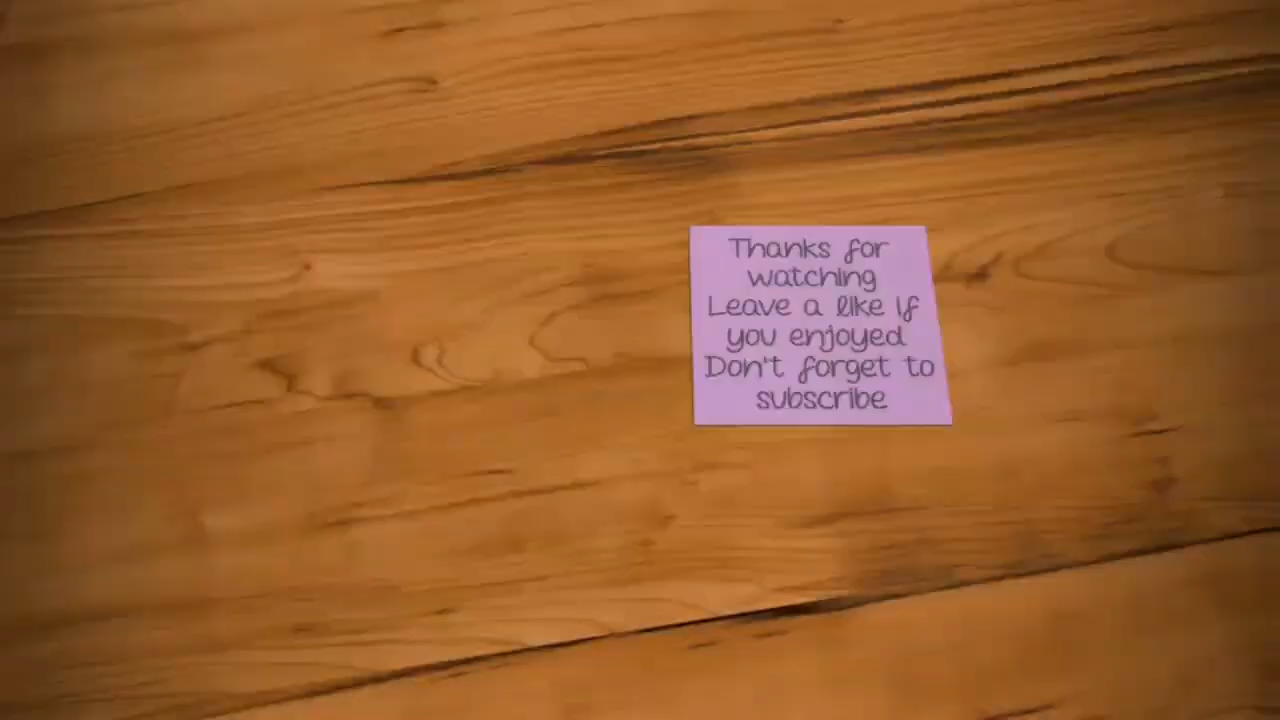 Thanks for
watching
Leave a like if
you enjoyed
Don't forget to
subscribe